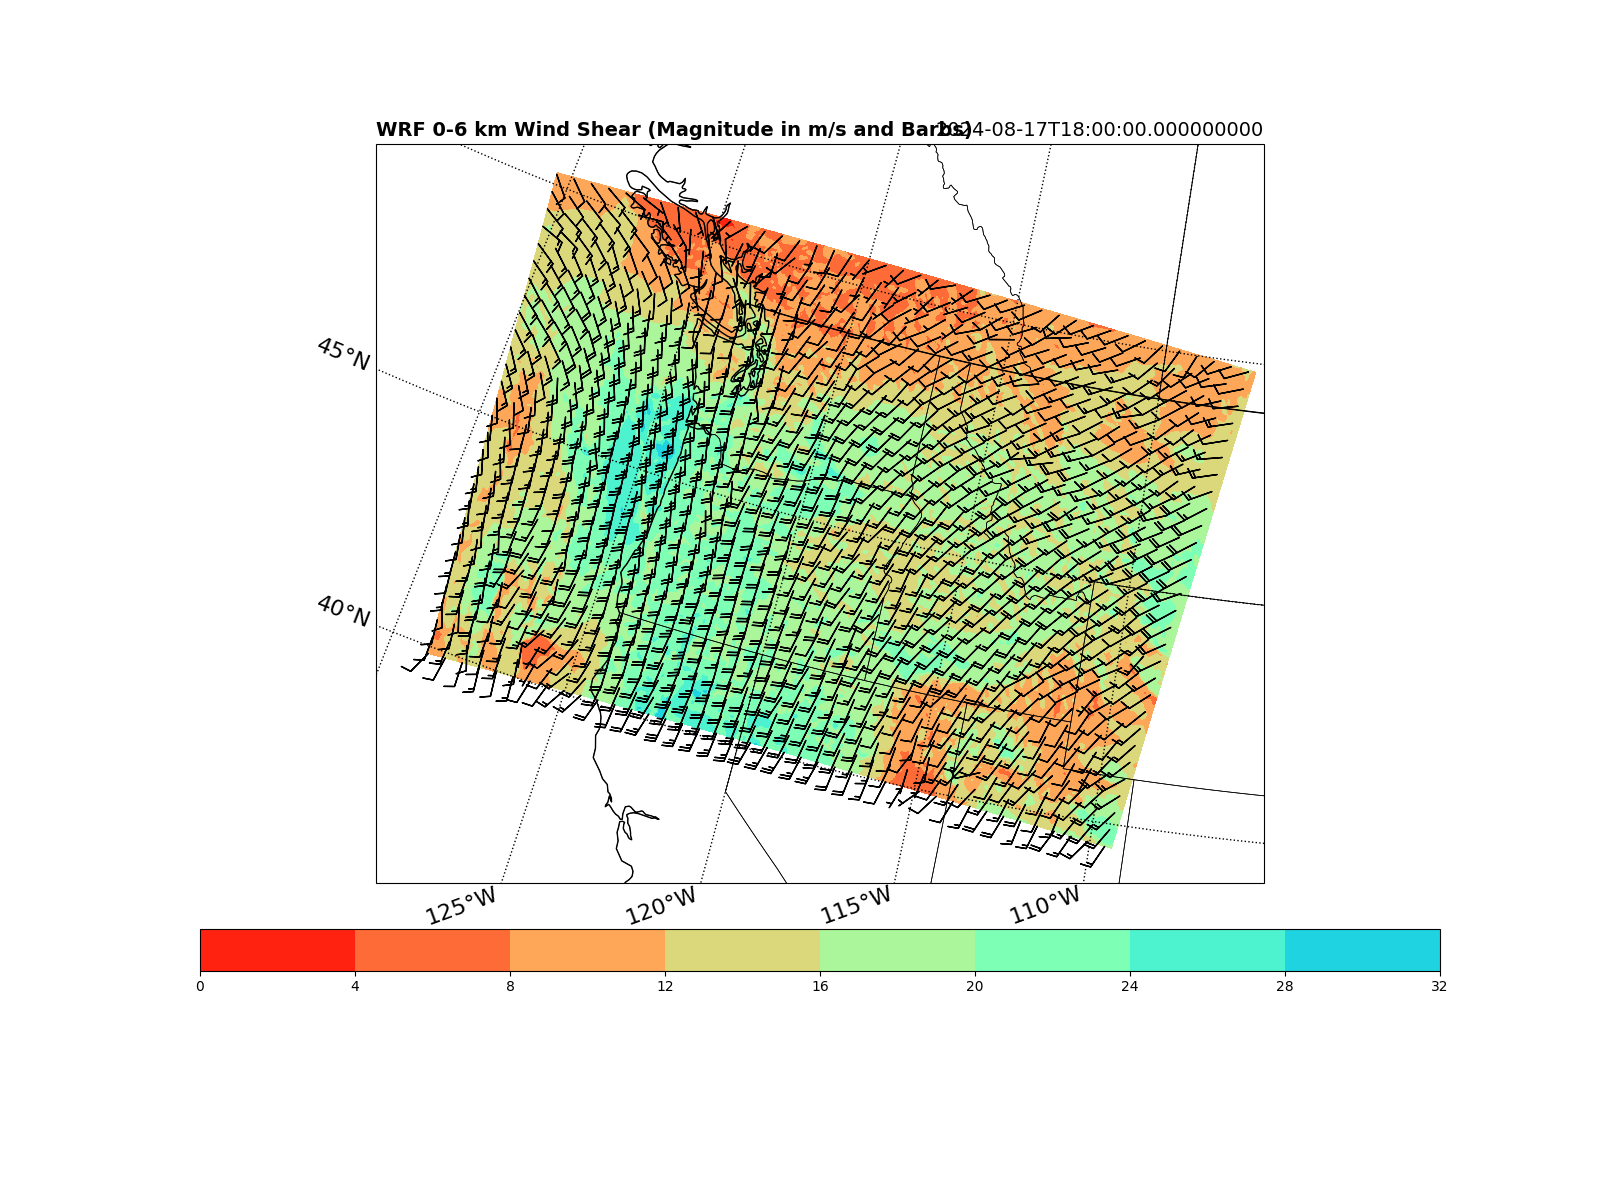 WRF 0-6 km Wind Shear (Magnitude in m/s and Barbs)
2024-08-17T18:00:00.000000000
45°N
40°N
125°W 120°W 115°W 110°W
0 4 8 12 16 20 24 28 32